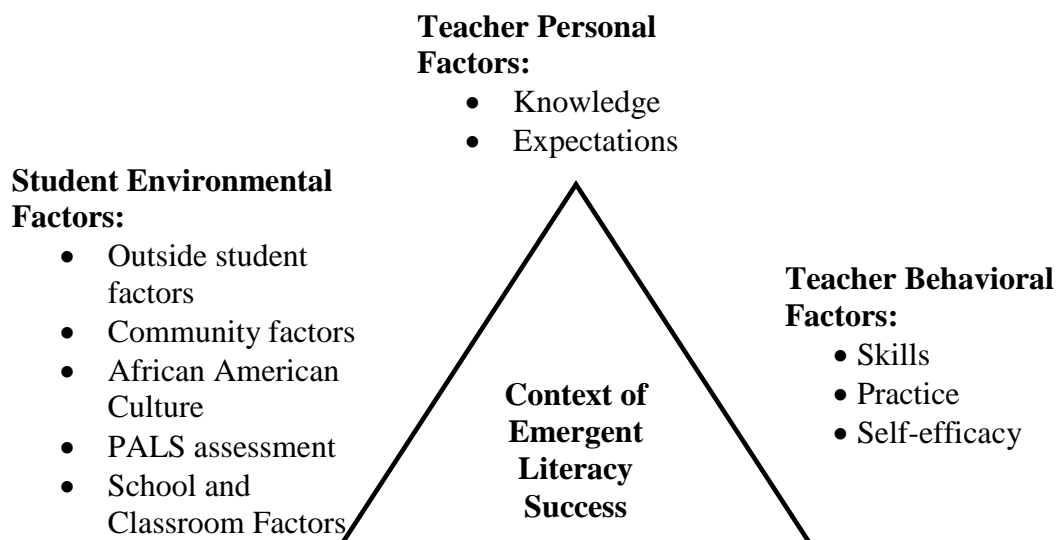 Teacher Personal
Factors:
• Knowledge
• Expectations
Student Environmental
Factors:
• Outside student
factors
• Community factors
• African American
Culture
• PALS assessment
• School and
Classroom Factors
Context of
Emergent
Literacy
Success
Teacher Behavioral
Factors:
• Skills
• Practice
• Self-efficacy